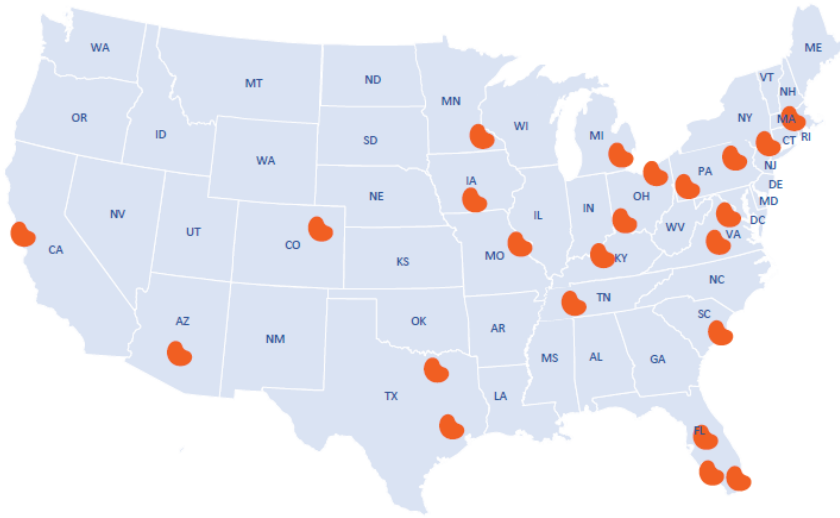 WA
MT
ND
MN
ME
VT
NH
OR
ID
SD
WI
MI
NY
MA
CT
RI
WA
NE
IA
PA
NJ
NV
UT
CO
IL
IN
OH
DE
MD
CA
KS
MO
KY
WV
VA
DC
AZ
NM
OK
AR
TN
NC
SC
TX
LA
MS
AL
GA
FL